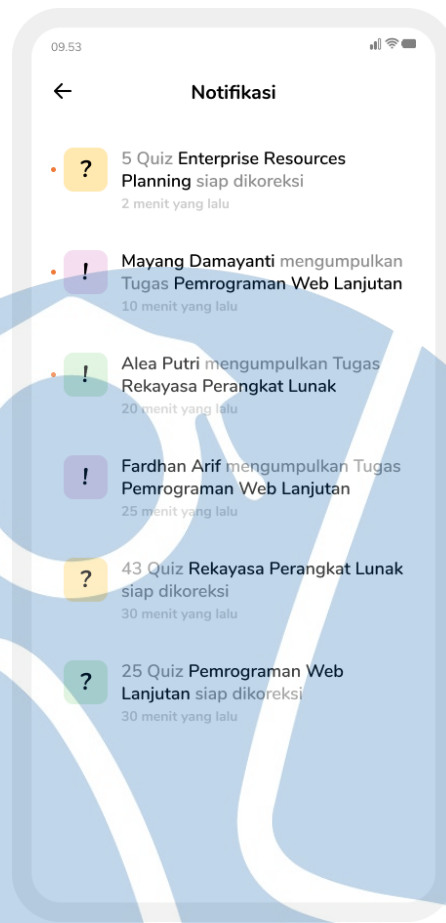 09.53
Notifikasi
?
5 Quiz Enterprise Resources
Planning siap dikoreksi
2 menit yang lalu
!
Mayang Damayanti mengumpulkan
Tugas Pemrograman Web Lanjutan
10 menit yang lalu
!
Alea Putri mengumpulkan Tugas
Rekayasa Perangkat Lunak
20 menit yang lalu
!
Fardhan Arif mengumpulkan Tugas
Pemrograman Web Lanjutan
25 menit yang lalu
?
43 Quiz Rekayasa Perangkat Lunak
siap dikoreksi
30 menit yang lalu
?
25 Quiz Pemrograman Web
Lanjutan siap dikoreksi
30 menit yang lalu